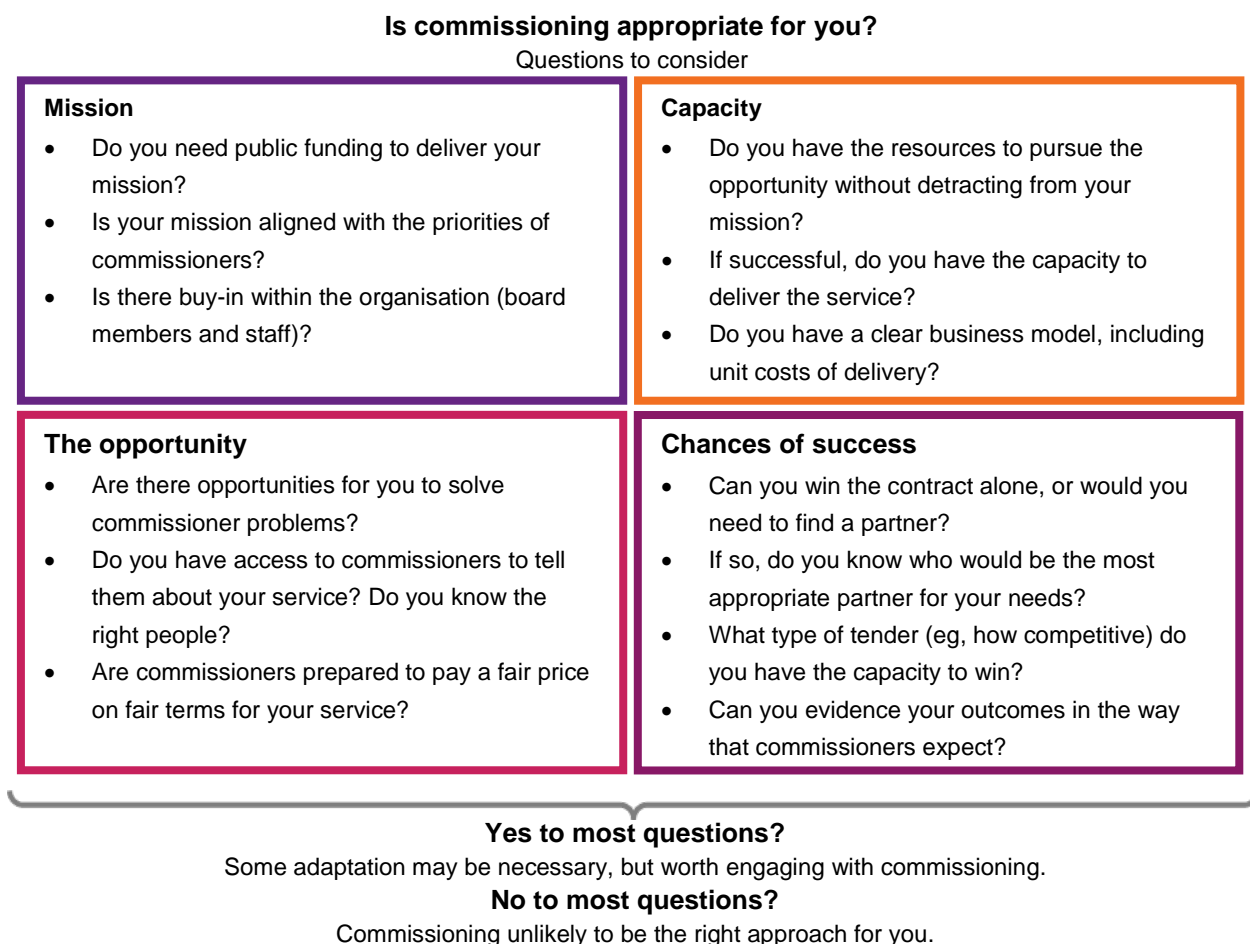 Is commissioning appropriate for you?
Questions to consider
Mission
• Do you need public funding to deliver your
mission?
• Is your mission aligned with the priorities of
commissioners?
• Is there buy-in within the organisation (board
members and staff)?
Capacity
• Do you have the resources to pursue the
opportunity without detracting from your
mission?
• If successful, do you have the capacity to
deliver the service?
• Do you have a clear business model, including
unit costs of delivery?
The opportunity
• Are there opportunities for you to solve
commissioner problems?
• Do you have access to commissioners to tell
them about your service? Do you know the
right people?
• Are commissioners prepared to pay a fair price
on fair terms for your service?
Chances of success
• Can you win the contract alone, or would you
need to find a partner?
• If so, do you know who would be the most
appropriate partner for your needs?
• What type of tender (eg, how competitive) do
you have the capacity to win?
• Can you evidence your outcomes in the way
that commissioners expect?
Yes to most questions?
Some adaptation may be necessary, but worth engaging with commissioning.
No to most questions?
Commissioning unlikely to be the right approach for you.